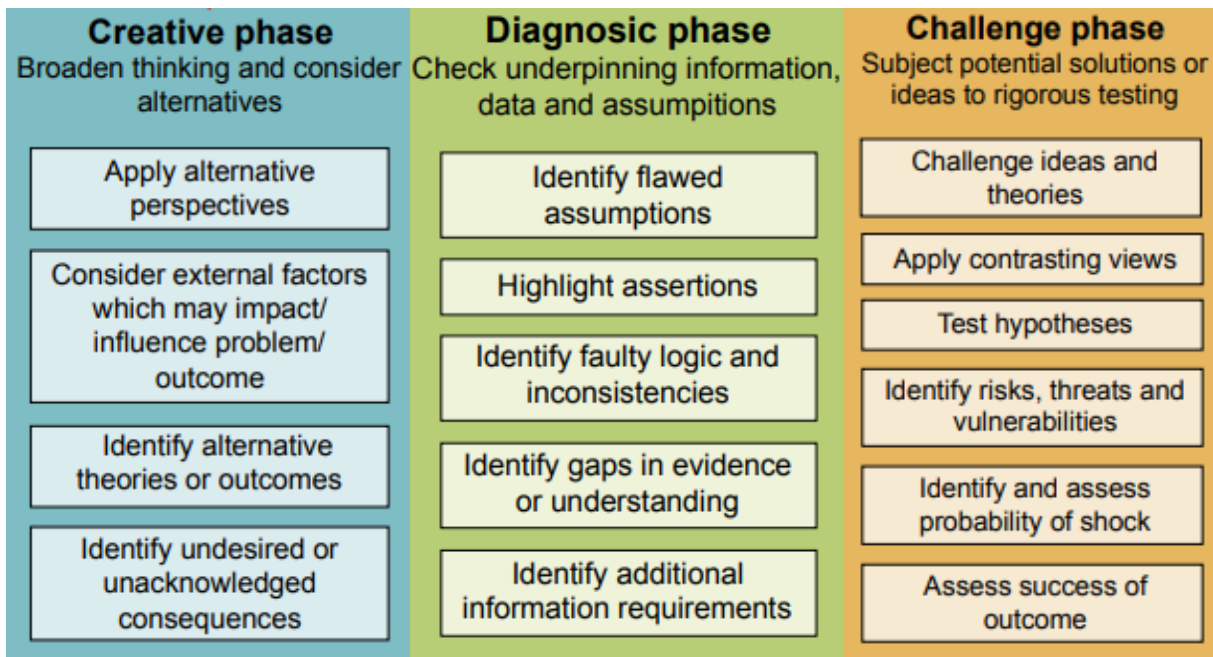 Creative phase
Broaden thinking and consider
alternatives
Apply alternative
perspectives
Consider external factors
which may impact/
influence problem/
outcome
Identify alternative
theories or outcomes
Identify undesired or
unacknowledged
consequences
Diagnosic phase
Check underpinning information,
data and assumpitions
Identify flawed
assumptions
Highlight assertions
Identify faulty logic and
inconsistencies
Identify gaps in evidence
or understanding
Identify additional
information requirements
Challenge phase
Subject potential solutions or
ideas to rigorous testing
Challenge ideas and
theories
Apply contrasting views
Test hypotheses
Identify risks, threats and
vulnerabilities
Identify and assess
probability of shock
Assess success of
outcome